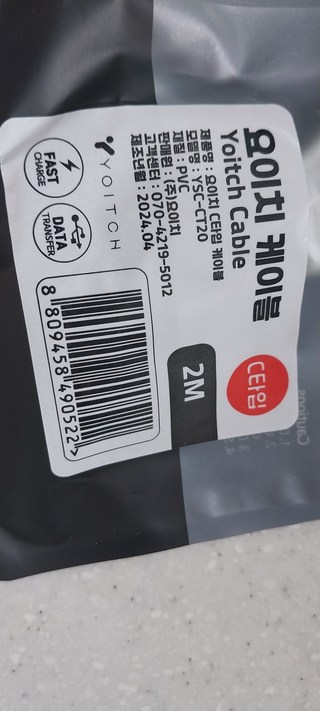 요이치 케이블
Yoitch Cable
C타입
2M
제품명 : 요이치 C타입 케이블
모델명 : YSC-CT20
재질 : PVC
판매원 : (주)요이치
고객센터 : 070-4219-5012
제조년월 : 2024.04
YOITCH
FAST
CHARGE
DATA
TRANSFER
8 809458 490522 >
Cautions